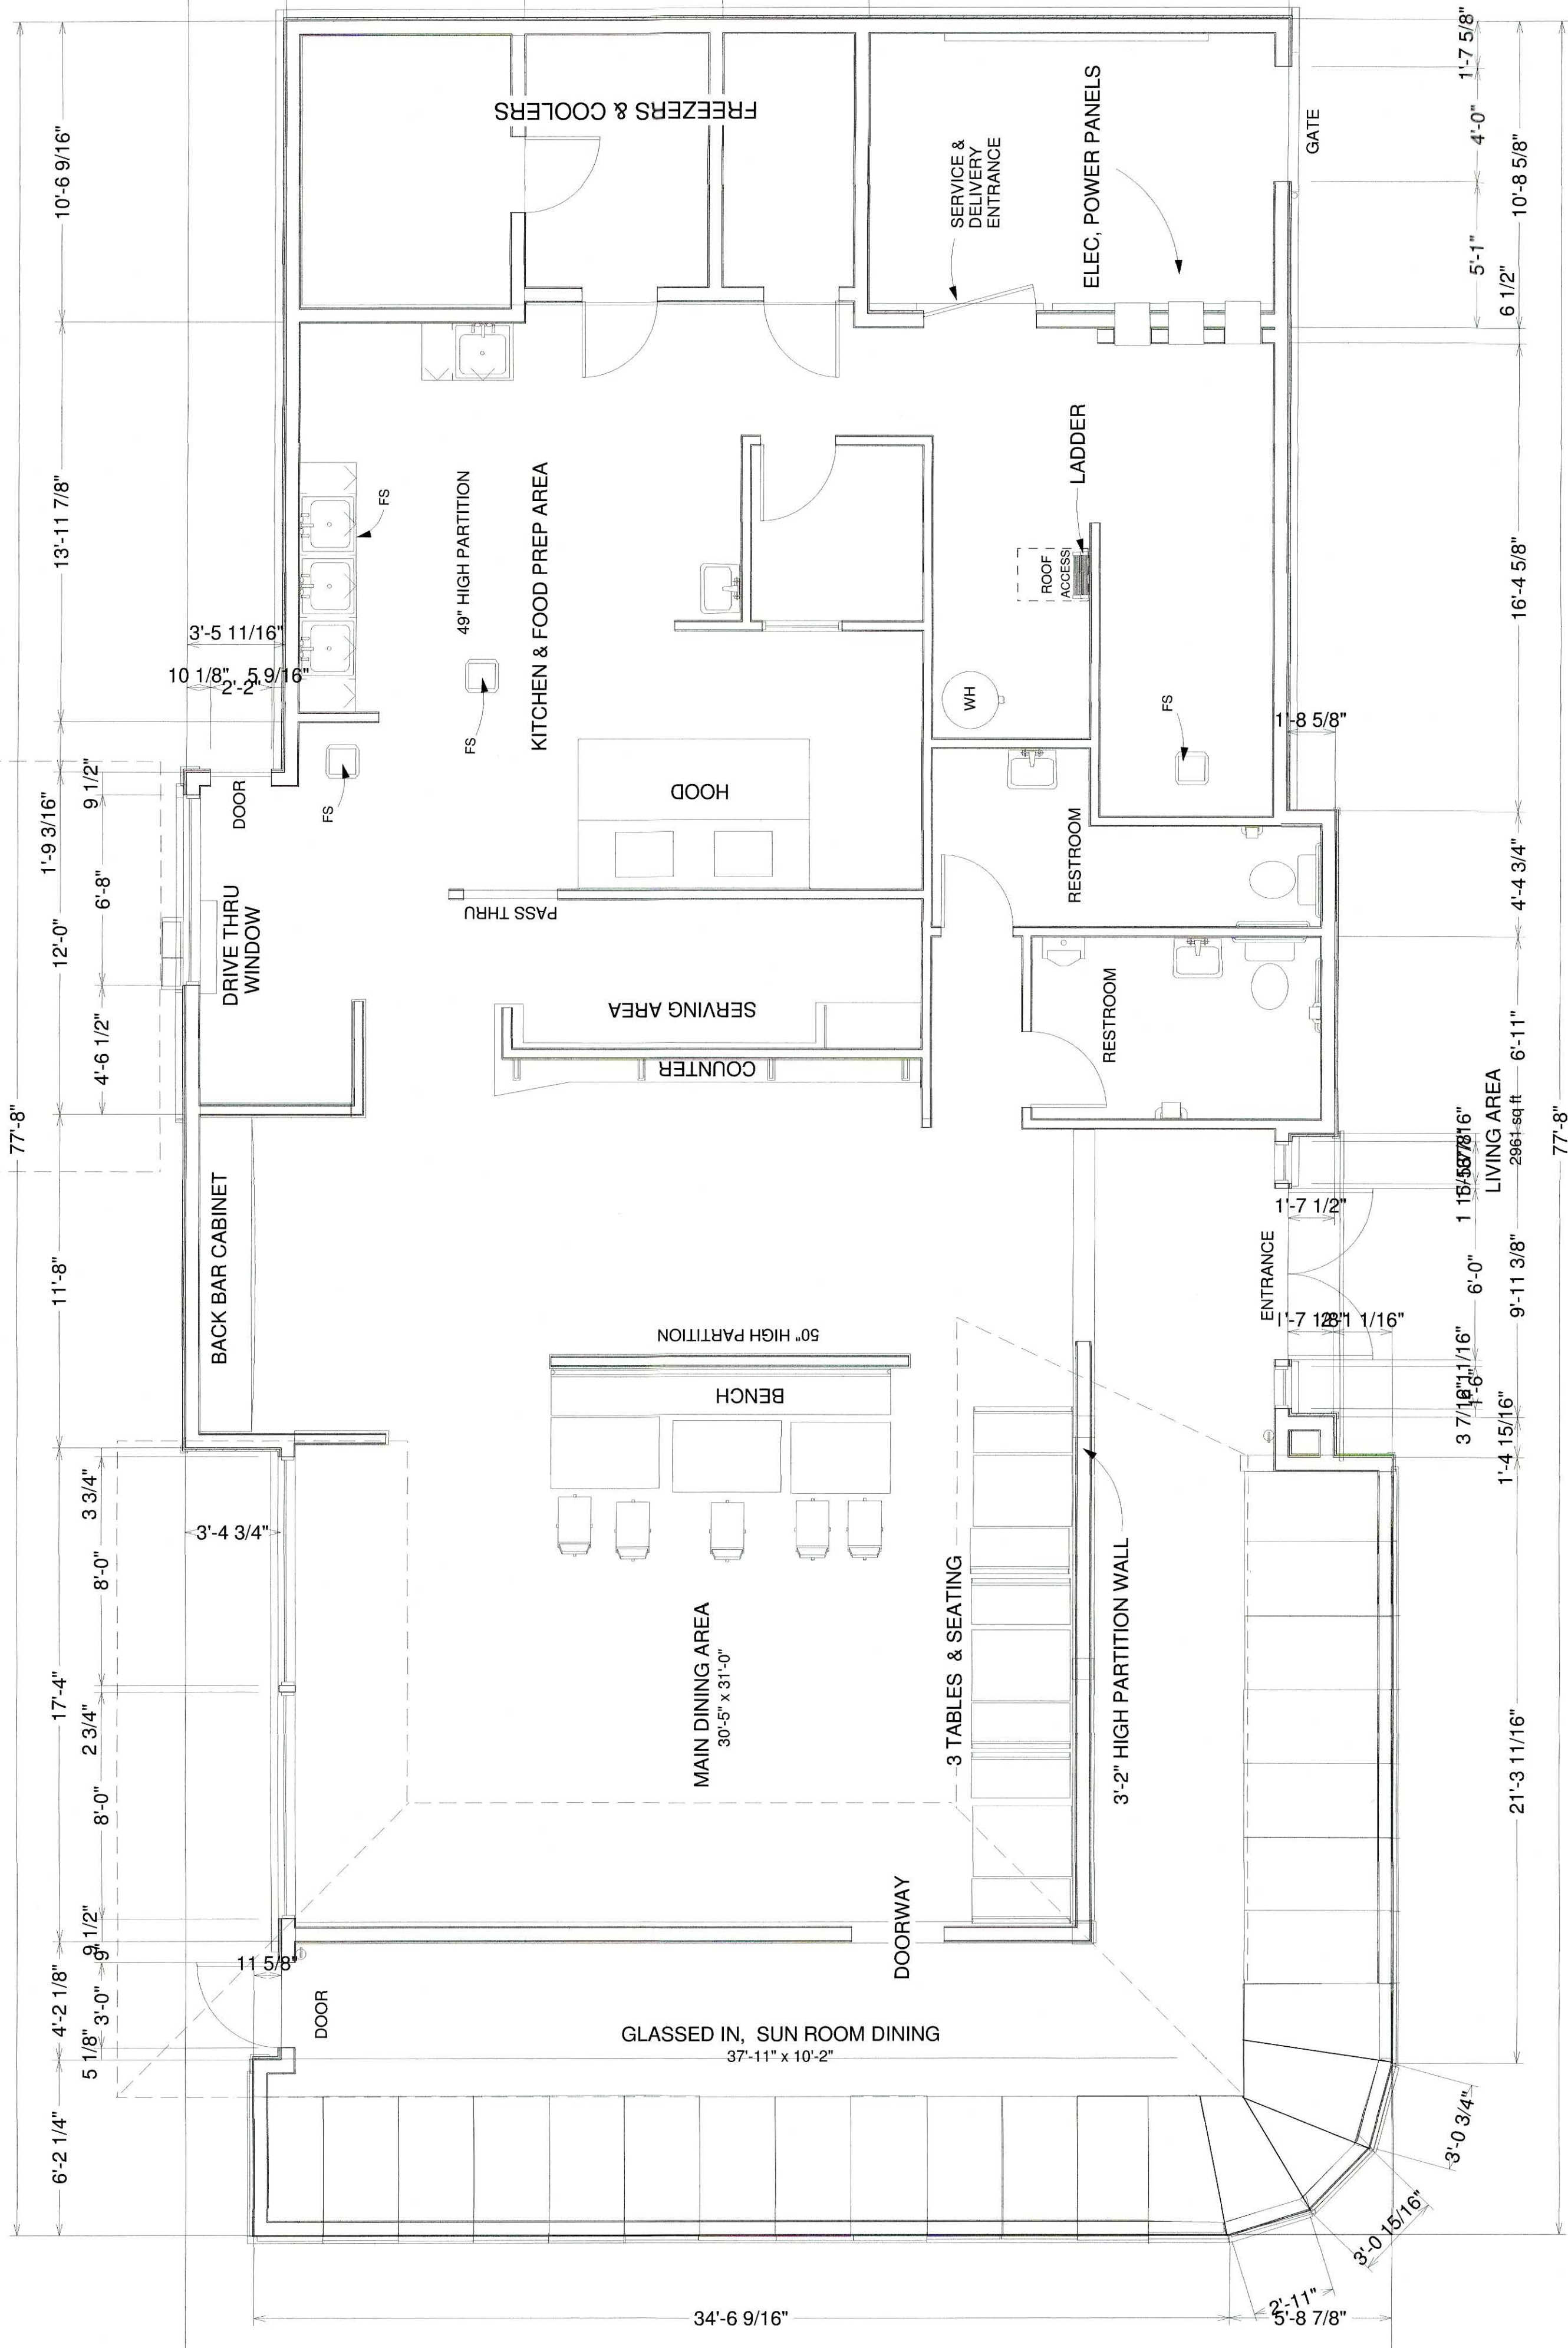 77'-8"
10'-6 9/16"
13'-11 7/8"
1'-9 3/16"
12'-0"
11'-8"
17'-4"
4'-2 1/8"
6'-2 1/4"
9 1/2"
6'-8"
4'-6 1/2"
3 3/4"
8'-0"
2 3/4"
8'-0"
9 1/2"
9"
3'-0"
5 1/8"
3'-5 11/16"
10 1/8"
2'-2"
5 9/16"
3'-4 3/4"
11 5/8"
FREEZERS & COOLERS
SERVICE &
DELIVERY
ENTRANCE
ELEC, POWER PANELS
GATE
FS
49" HIGH PARTITION
KITCHEN & FOOD PREP AREA
FS
FS
LADDER
ROOF
ACCESS
WH
FS
HOOD
DOOR
DRIVE THRU
WINDOW
PASS THRU
SERVING AREA
COUNTER
RESTROOM
RESTROOM
BACK BAR CABINET
50" HIGH PARTITION
BENCH
ENTRANCE
MAIN DINING AREA
30'-5" x 31'-0"
3 TABLES & SEATING
3'-2" HIGH PARTITION WALL
DOORWAY
DOOR
GLASSED IN, SUN ROOM DINING
37'-11" x 10'-2"
1'-7 5/8"
4'-0"
5'-1"
10'-8 5/8"
6 1/2"
16'-4 5/8"
1'-8 5/8"
4'-4 3/4"
6'-11"
LIVING AREA
2961 sq ft
1'-7 1/2"
6'-0"
9'-11 3/8"
3 7/16"
1'-6"
1'-4 15/16"
21'-3 11/16"
77'-8"
3'-0 3/4"
3'-0 15/16"
2'-11"
5'-8 7/8"
34'-6 9/16"